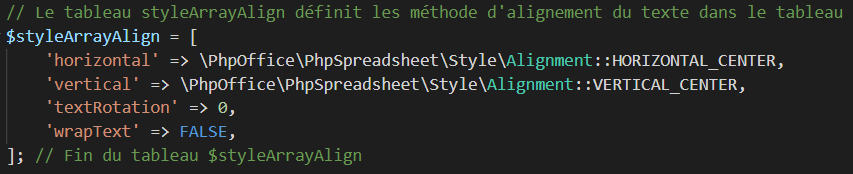 // Le tableau styleArrayAlign définit les méthode d'alignement du texte dans le tableau
$styleArrayAlign = [
    'horizontal' => \PhpOffice\PhpSpreadsheet\Style\Alignment::HORIZONTAL_CENTER,
    'vertical' => \PhpOffice\PhpSpreadsheet\Style\Alignment::VERTICAL_CENTER,
    'textRotation' => 0,
    'wrapText' => FALSE,
]; // Fin du tableau $styleArrayAlign